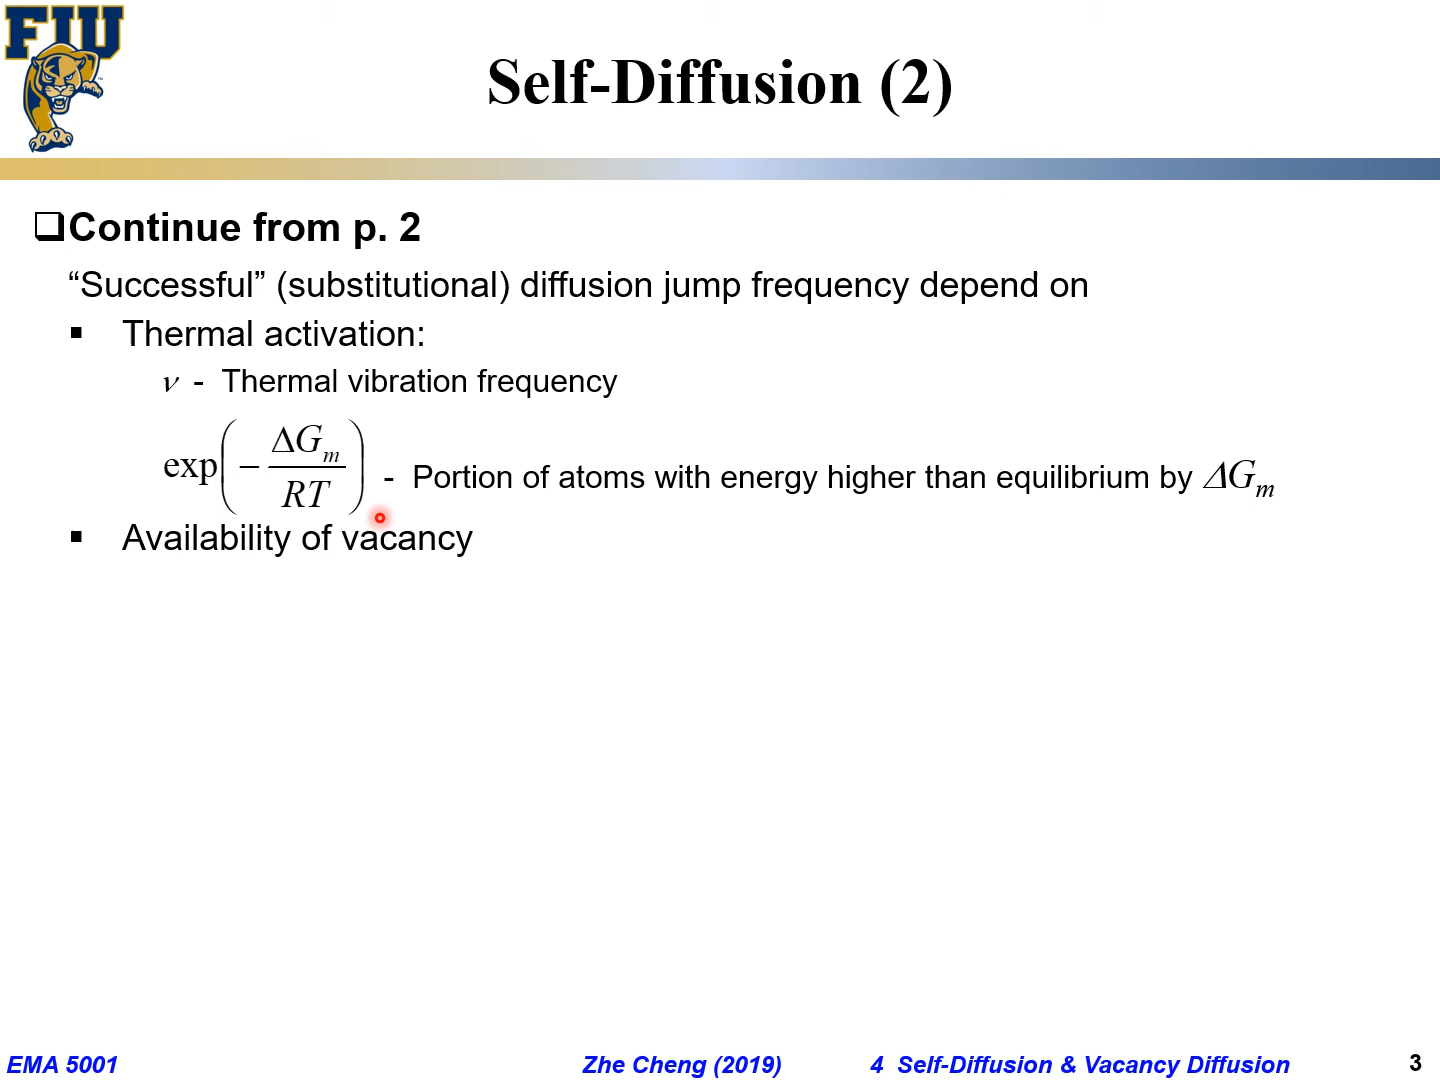 FIU
Self-Diffusion (2)
❑Continue from p. 2
“Successful” (substitutional) diffusion jump frequency depend on
▪ Thermal activation:
ν - Thermal vibration frequency
exp(−ΔGm/RT) - Portion of atoms with energy higher than equilibrium by ΔGm
▪ Availability of vacancy
EMA 5001 Zhe Cheng (2019) 4 Self-Diffusion & Vacancy Diffusion 3